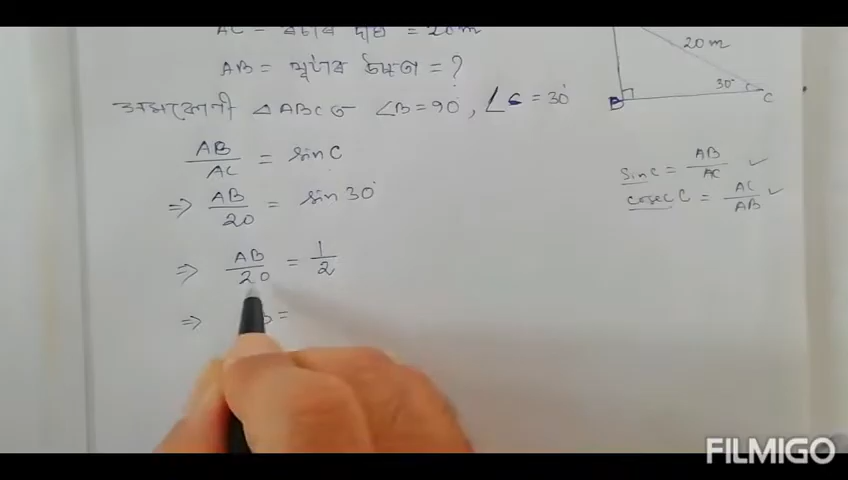 AC = = 20m
AB = = ?
△ABC ∠B = 90°, ∠C = 30°
AB/AC = sin C
⇒ AB/20 = sin 30°
⇒ AB/20 = 1/2
⇒ B =
20m
30°
B
C
sin C = AB/AC ✓
cosec C = AC/AB ✓
FILMIGO